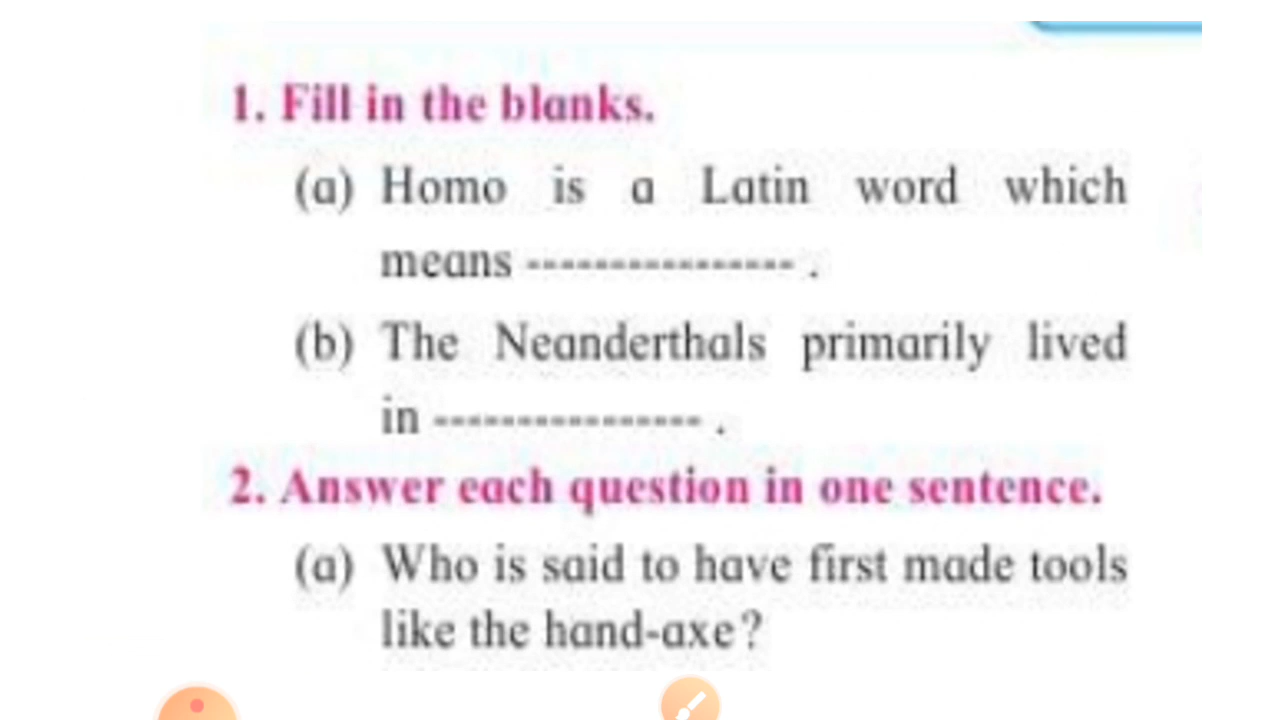 1. Fill in the blanks.
(a) Homo is a Latin word which
means ---------------- .
(b) The Neanderthals primarily lived
in ---------------- .
2. Answer each question in one sentence.
(a) Who is said to have first made tools
like the hand-axe?